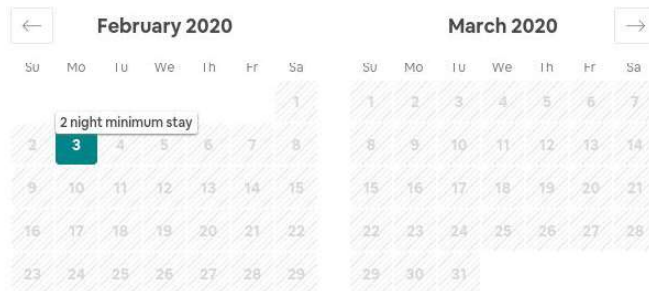 ← February 2020
Su Mo Tu We Th Fr Sa
1
2 night minimum stay
2 3 4 5 6 7 8
9 10 11 12 13 14 15
16 17 18 19 20 21 22
23 24 25 26 27 28 29
March 2020 →
Su Mo Tu We Th Fr Sa
1 2 3 4 5 6 7
8 9 10 11 12 13 14
15 16 17 18 19 20 21
22 23 24 25 26 27 28
29 30 31